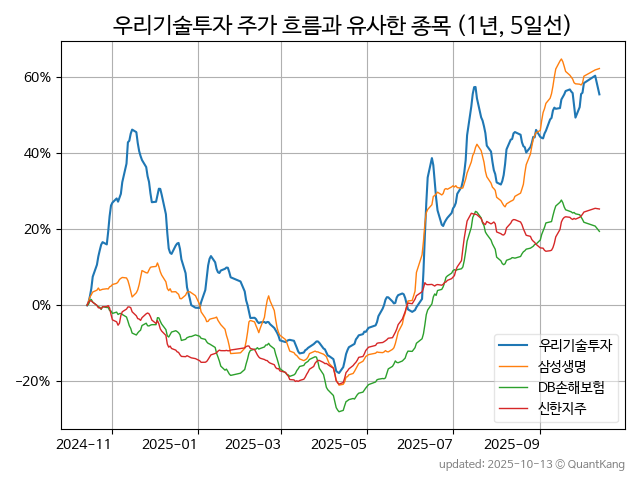 우리기술투자 주가 흐름과 유사한 종목 (1년, 5일선)
60%
40%
20%
0%
−20%
우리기술투자
삼성생명
DB손해보험
신한지주
2024-11
2025-01
2025-03
2025-05
2025-07
2025-09
updated: 2025-10-13 © QuantKang